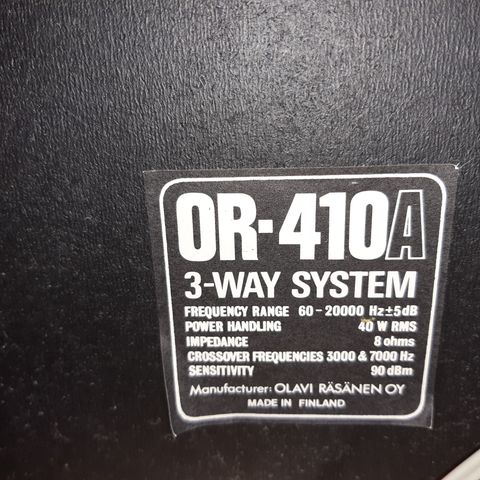 OR-410A
3-WAY SYSTEM
FREQUENCY RANGE 60-20000 Hz±5dB
POWER HANDLING 40 W RMS
IMPEDANCE 8 ohms
CROSSOVER FREQUENCIES 3000 & 7000 Hz
SENSITIVITY 90 dBm
Manufacturer: OLAVI RÄSÄNEN OY
MADE IN FINLAND